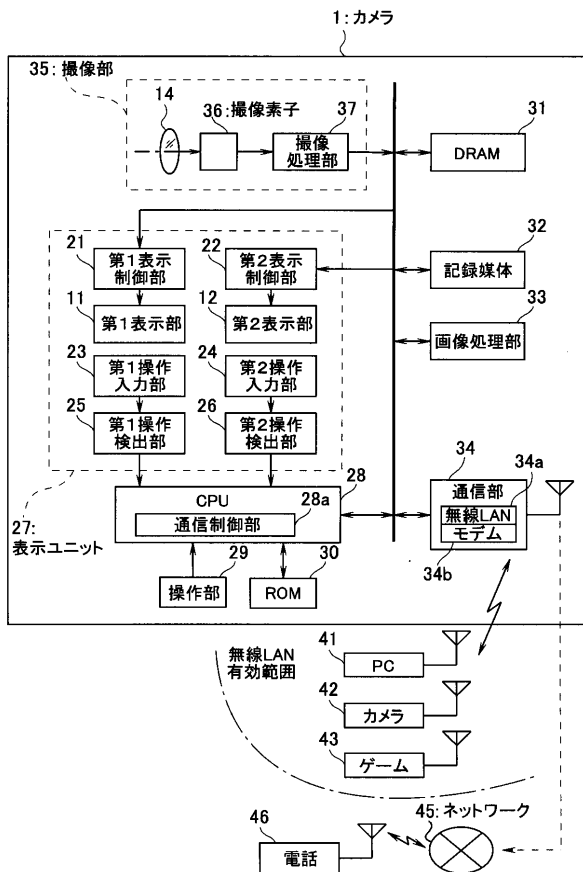 1:カメラ
35:撮像部
14
36:撮像素子
37
撮像
処理部
31
DRAM
21
第1表示
制御部
22
第2表示
制御部
32
記録媒体
11
第1表示部
12
第2表示部
33
画像処理部
23
第1操作
入力部
24
第2操作
入力部
25
第1操作
検出部
26
第2操作
検出部
27:
表示ユニット
CPU
28
28a
通信制御部
34
通信部
34a
無線LAN
モデム
34b
29
操作部
30
ROM
無線LAN
有効範囲
41
PC
42
カメラ
43
ゲーム
45:ネットワーク
46
電話